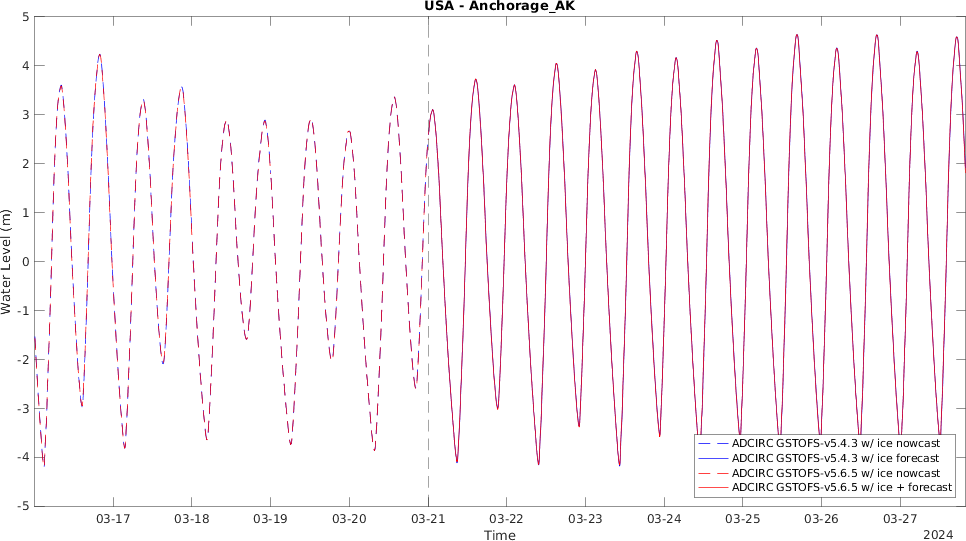 USA - Anchorage_AK
5
4
3
2
1
0
-1
-2
-3
-4
-5
Water Level (m)
ADCIRC GSTOFS-v5.4.3 w/ ice nowcast
ADCIRC GSTOFS-v5.4.3 w/ ice forecast
ADCIRC GSTOFS-v5.6.5 w/ ice nowcast
ADCIRC GSTOFS-v5.6.5 w/ ice + forecast
03-17 03-18 03-19 03-20 03-21 03-22 03-23 03-24 03-25 03-26 03-27
Time
2024